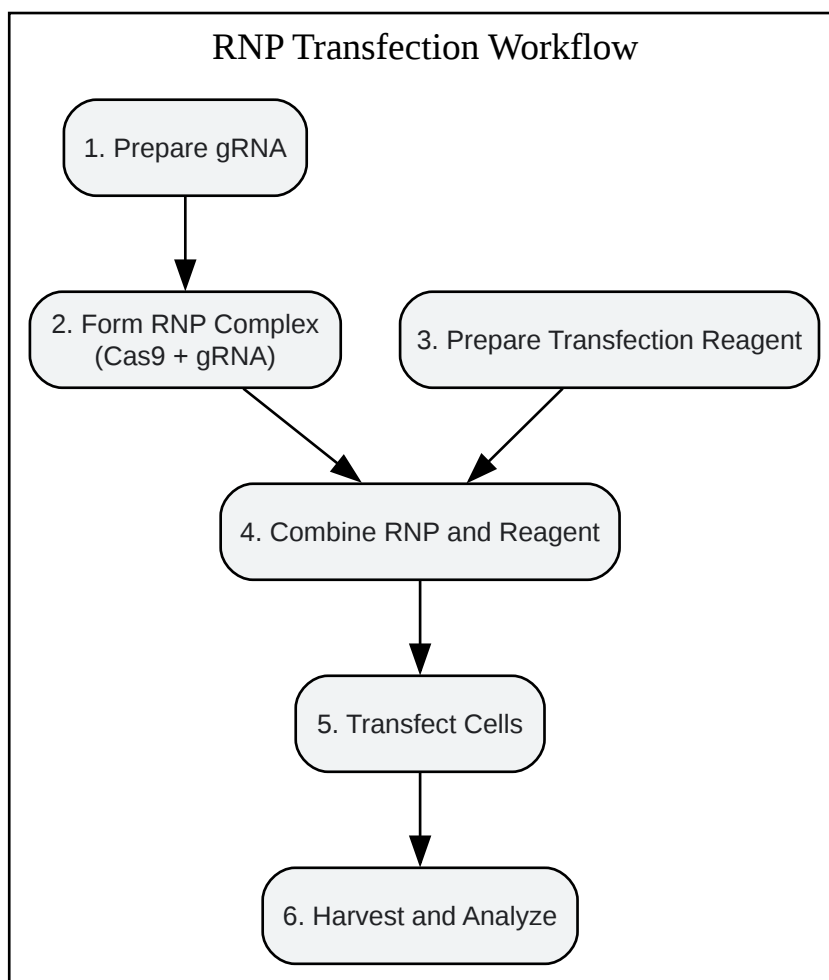 RNP Transfection Workflow
1. Prepare gRNA
2. Form RNP Complex
(Cas9 + gRNA)
3. Prepare Transfection Reagent
4. Combine RNP and Reagent
5. Transfect Cells
6. Harvest and Analyze